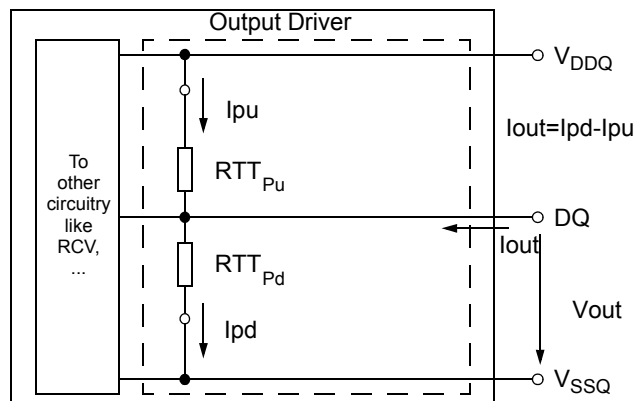 Output Driver
V_DDQ
Ipu
Iout=Ipd-Ipu
To
other
circuitry
like
RCV,
...
RTT_Pu
DQ
Iout
RTT_Pd
Vout
Ipd
V_SSQ